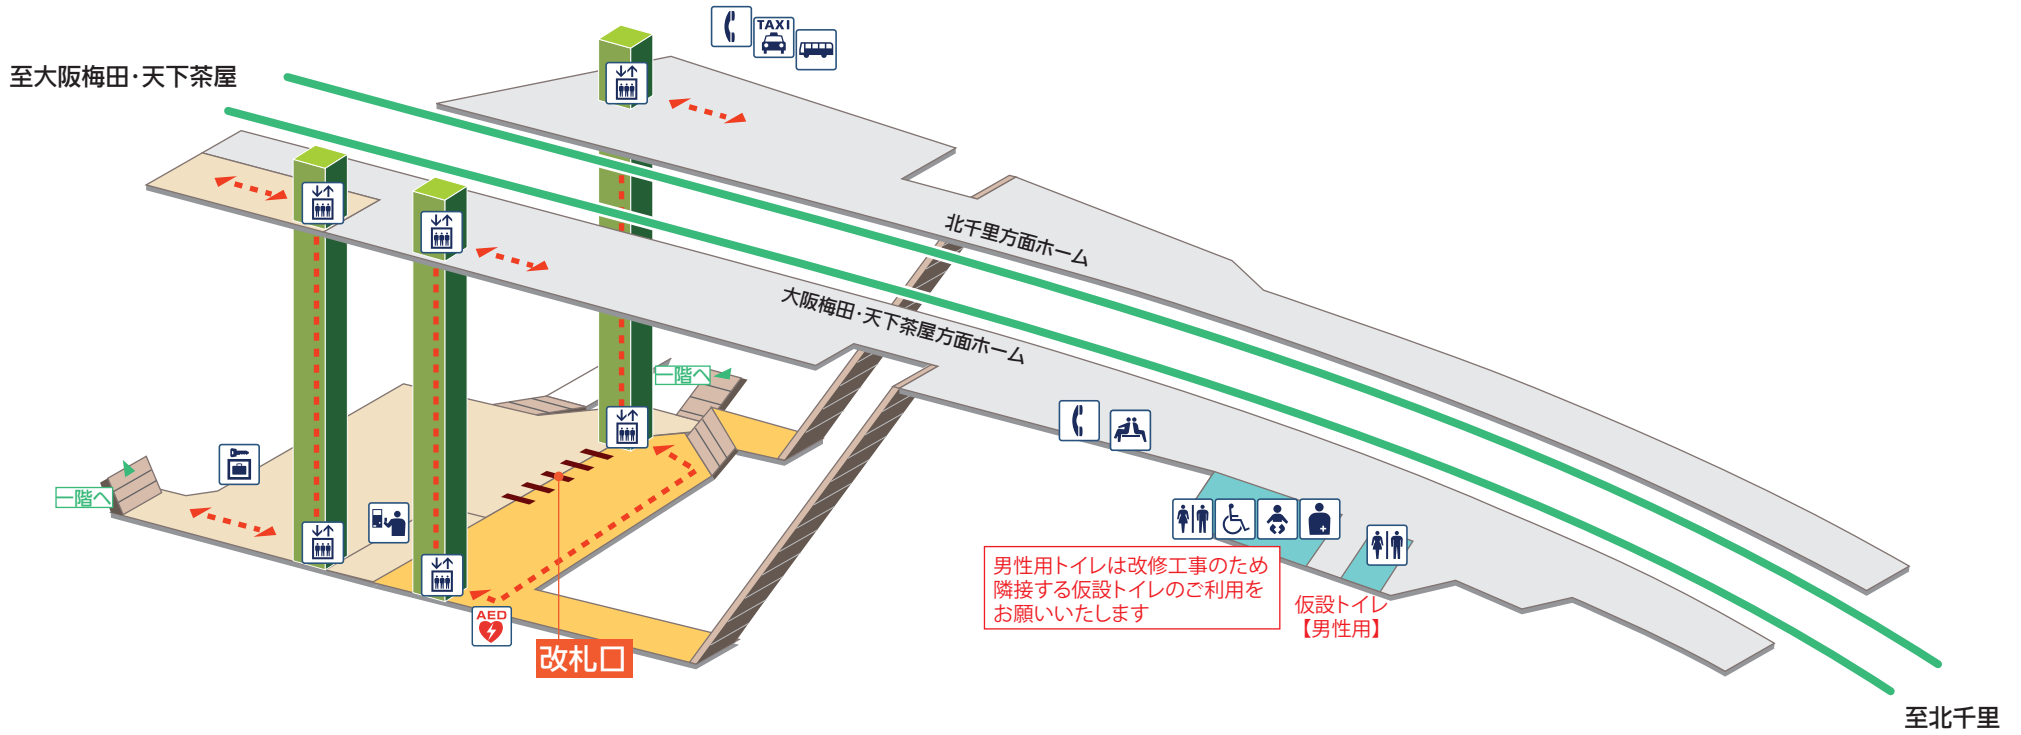 TAXI
至大阪梅田・天下茶屋
北千里方面ホーム
大阪梅田・天下茶屋方面ホーム
一階へ
一階へ
男性用トイレは改修工事のため
隣接する仮設トイレのご利用を
お願いいたします
仮設トイレ
【男性用】
AED
改札口
至北千里